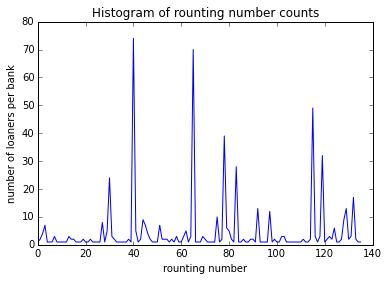 Histogram of rounting number counts
number of loaners per bank
80
70
60
50
40
30
20
10
0
0 20 40 60 80 100 120 140
rounting number